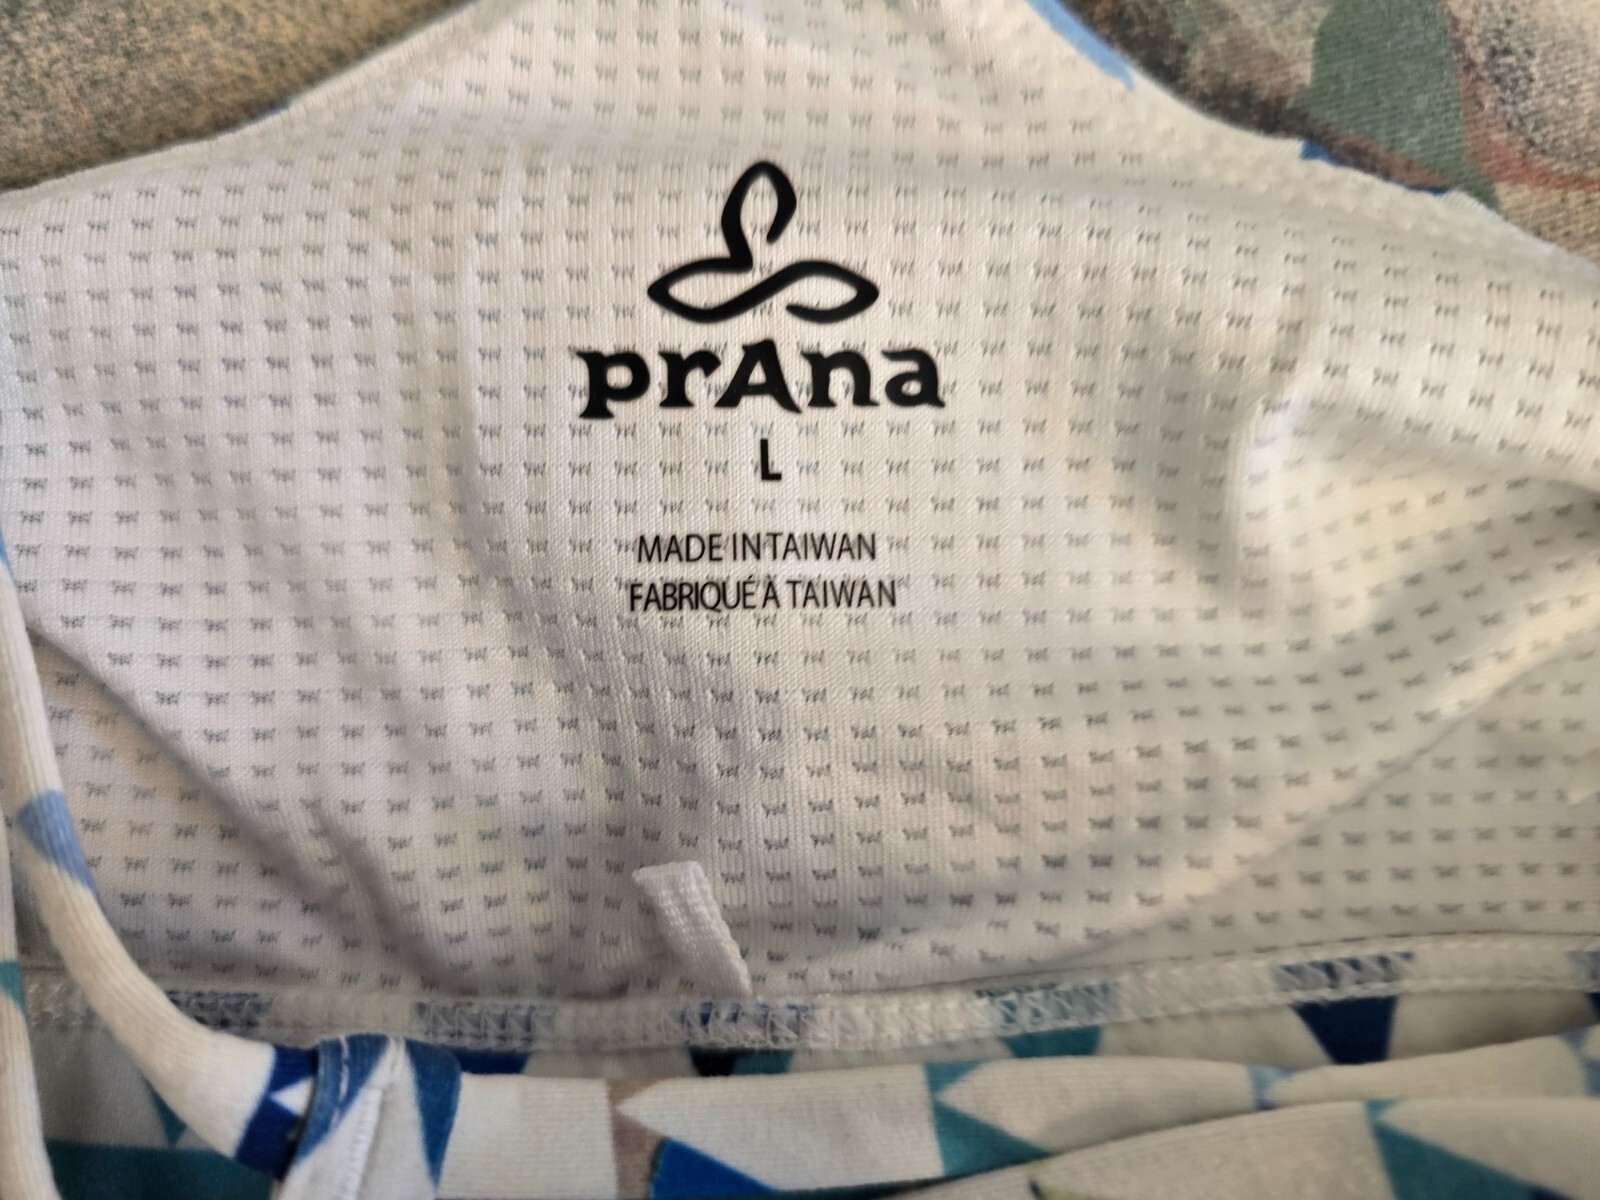 prAna
L
MADE IN TAIWAN
FABRIQUÉ À TAIWAN